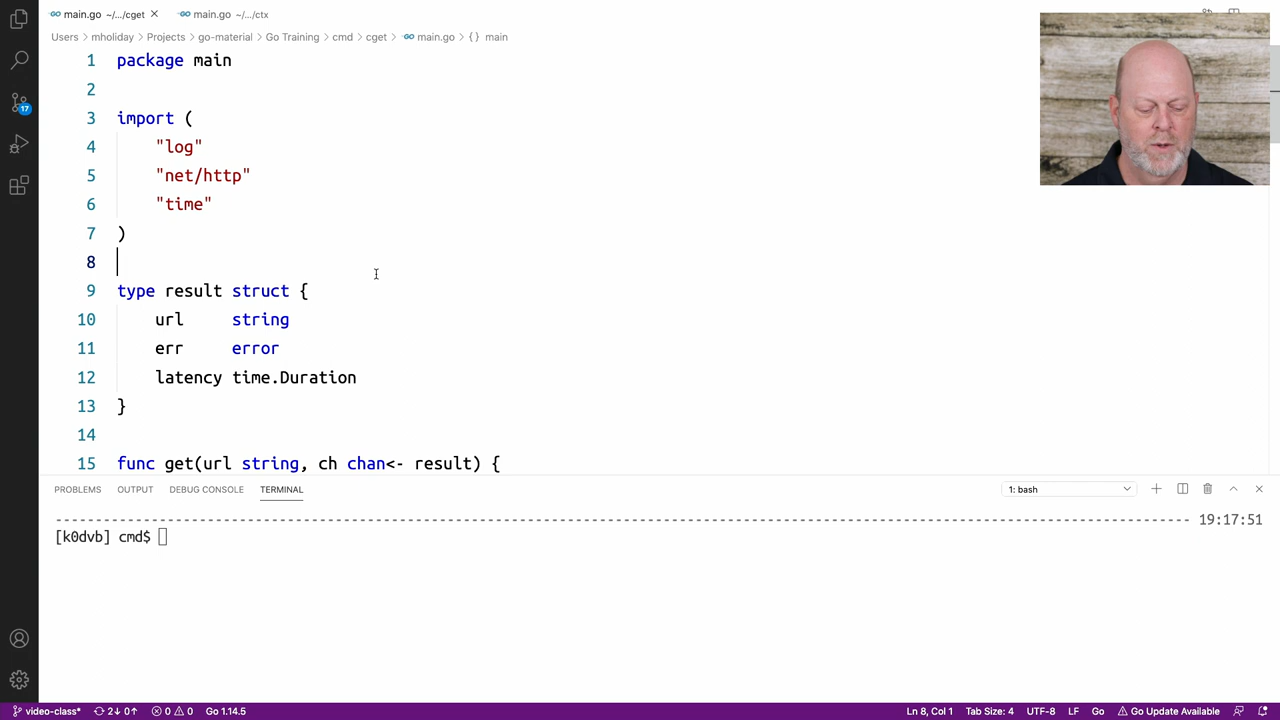 main.go ~/.../cget
main.go ~/.../ctx
Users > mholiday > Projects > go-material > Go Training > cmd > cget > main.go > {} main
1 package main
2
3 import (
4 "log"
5 "net/http"
6 "time"
7 )
8
9 type result struct {
10 url string
11 err error
12 latency time.Duration
13 }
14
15 func get(url string, ch chan<- result) {
PROBLEMS OUTPUT DEBUG CONSOLE TERMINAL 1: bash
19:17:51
[k0dvb] cmd$
17
video-class* 2↓ 0↑ 0 0 Go 1.14.5 Ln 8, Col 1 Tab Size: 4 UTF-8 LF Go Go Update Available